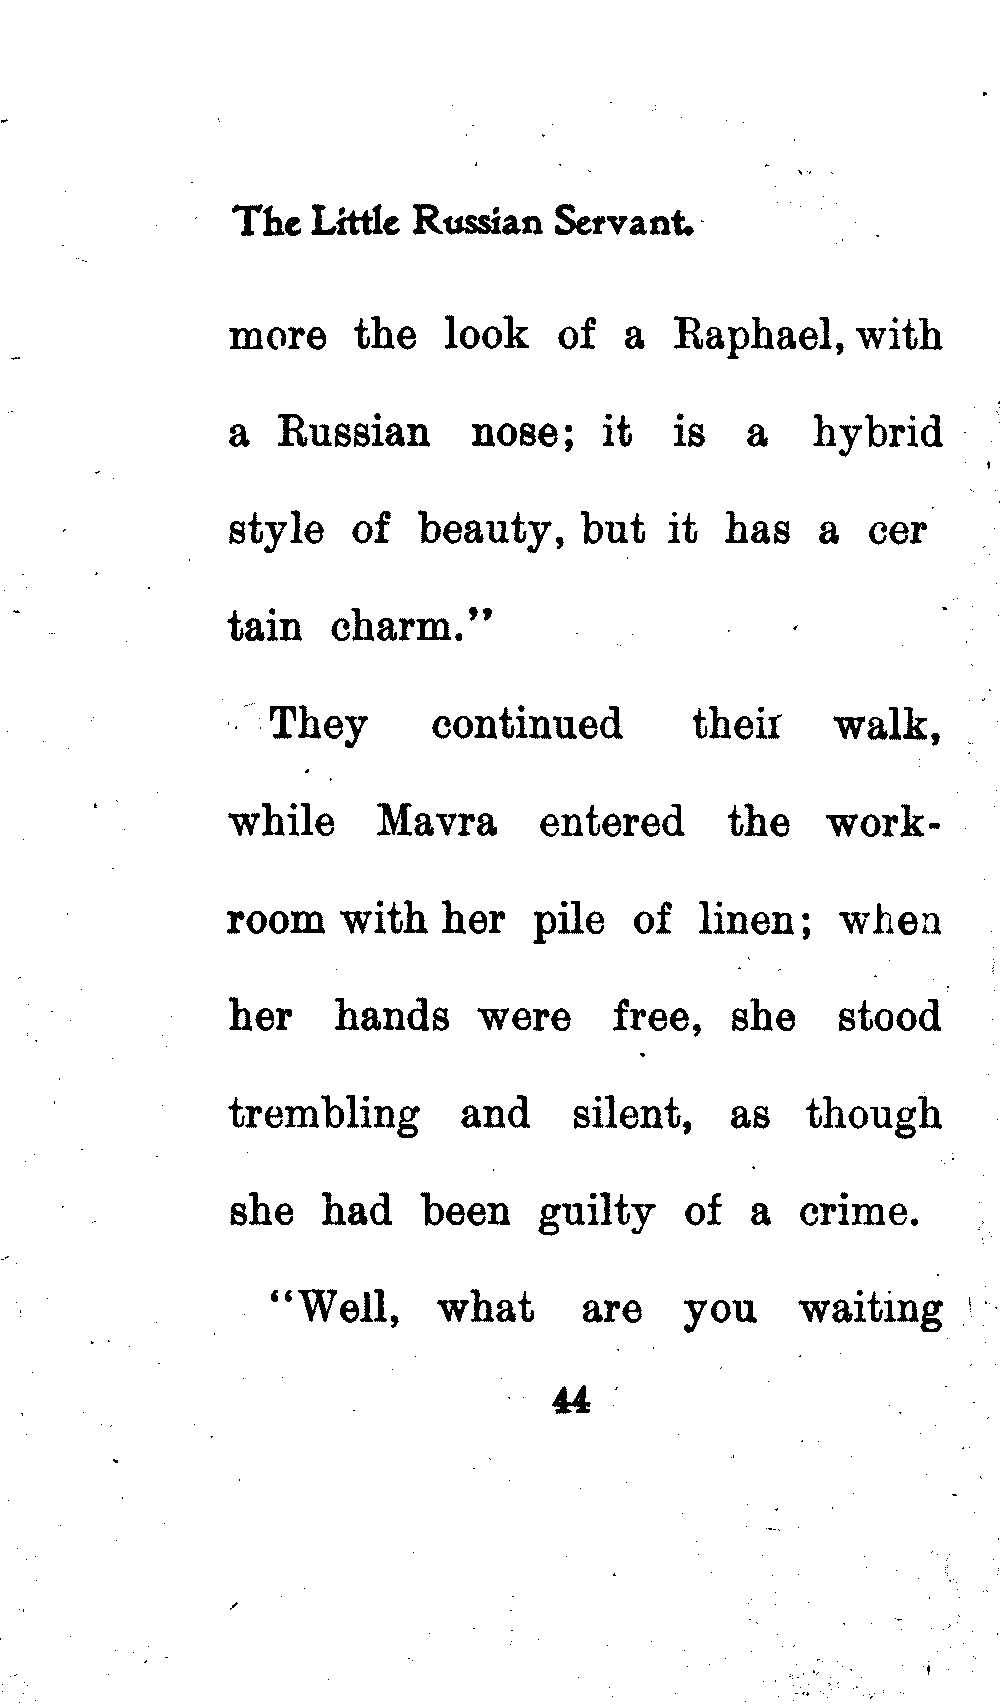 The Little Russian Servant.
more the look of a Raphael, with
a Russian nose; it is a hybrid
style of beauty, but it has a cer
tain charm."
They continued their walk,
while Mavra entered the work-
room with her pile of linen; when
her hands were free, she stood
trembling and silent, as though
she had been guilty of a crime.
"Well, what are you waiting
44